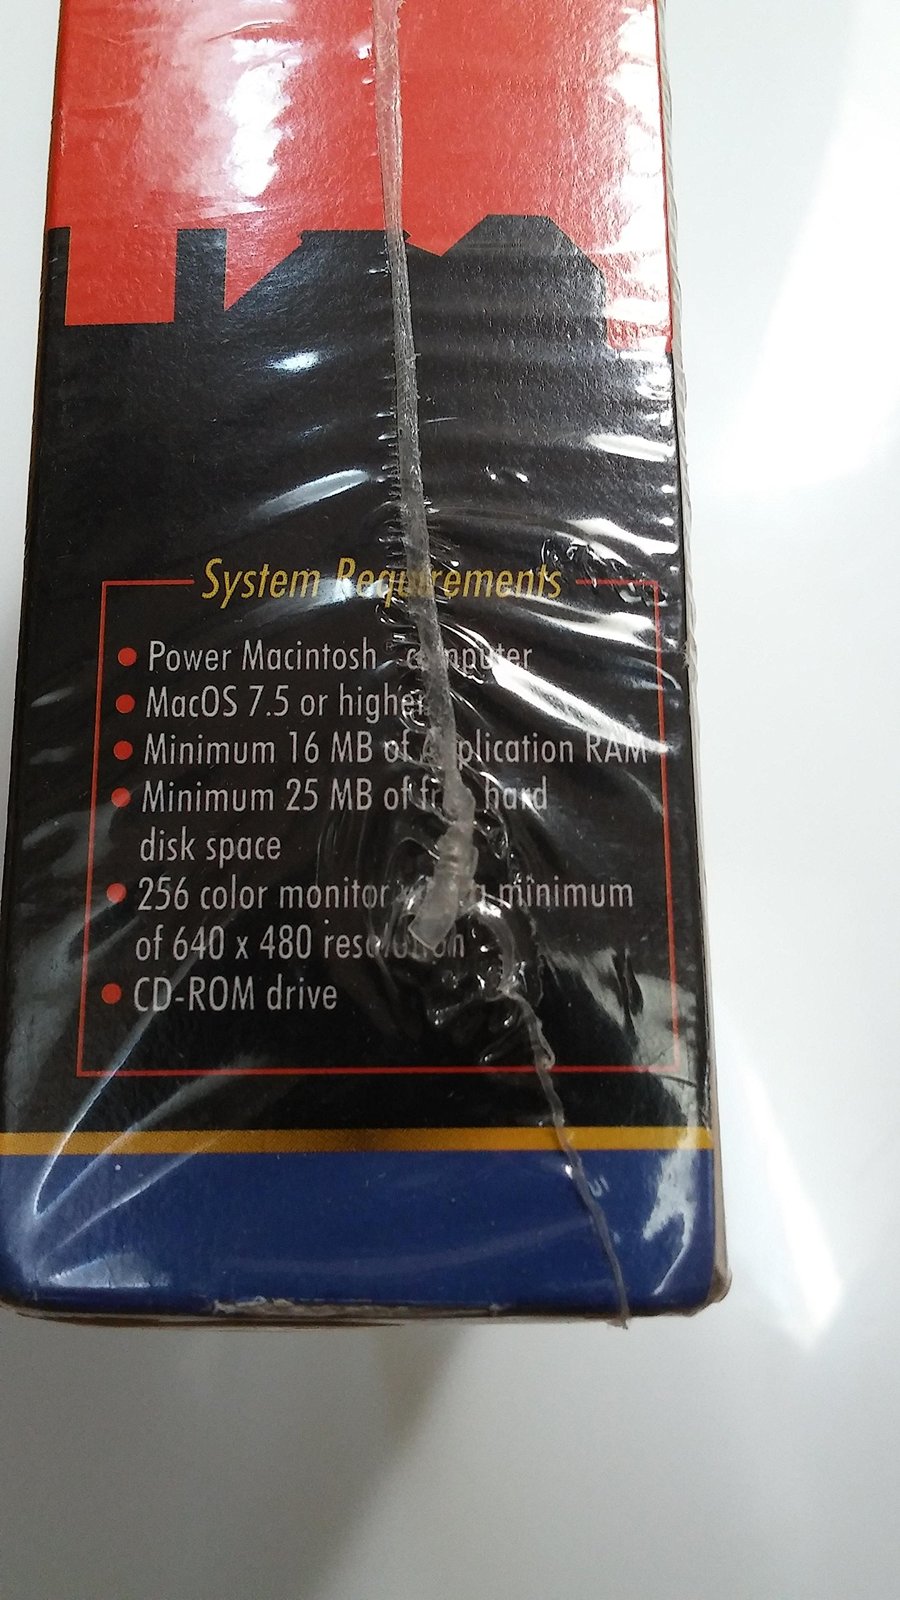 System Requirements
• Power Macintosh® computer
• MacOS 7.5 or higher
• Minimum 16 MB of application RAM
• Minimum 25 MB of free hard
disk space
• 256 color monitor with a minimum
of 640 x 480 resolution
• CD-ROM drive